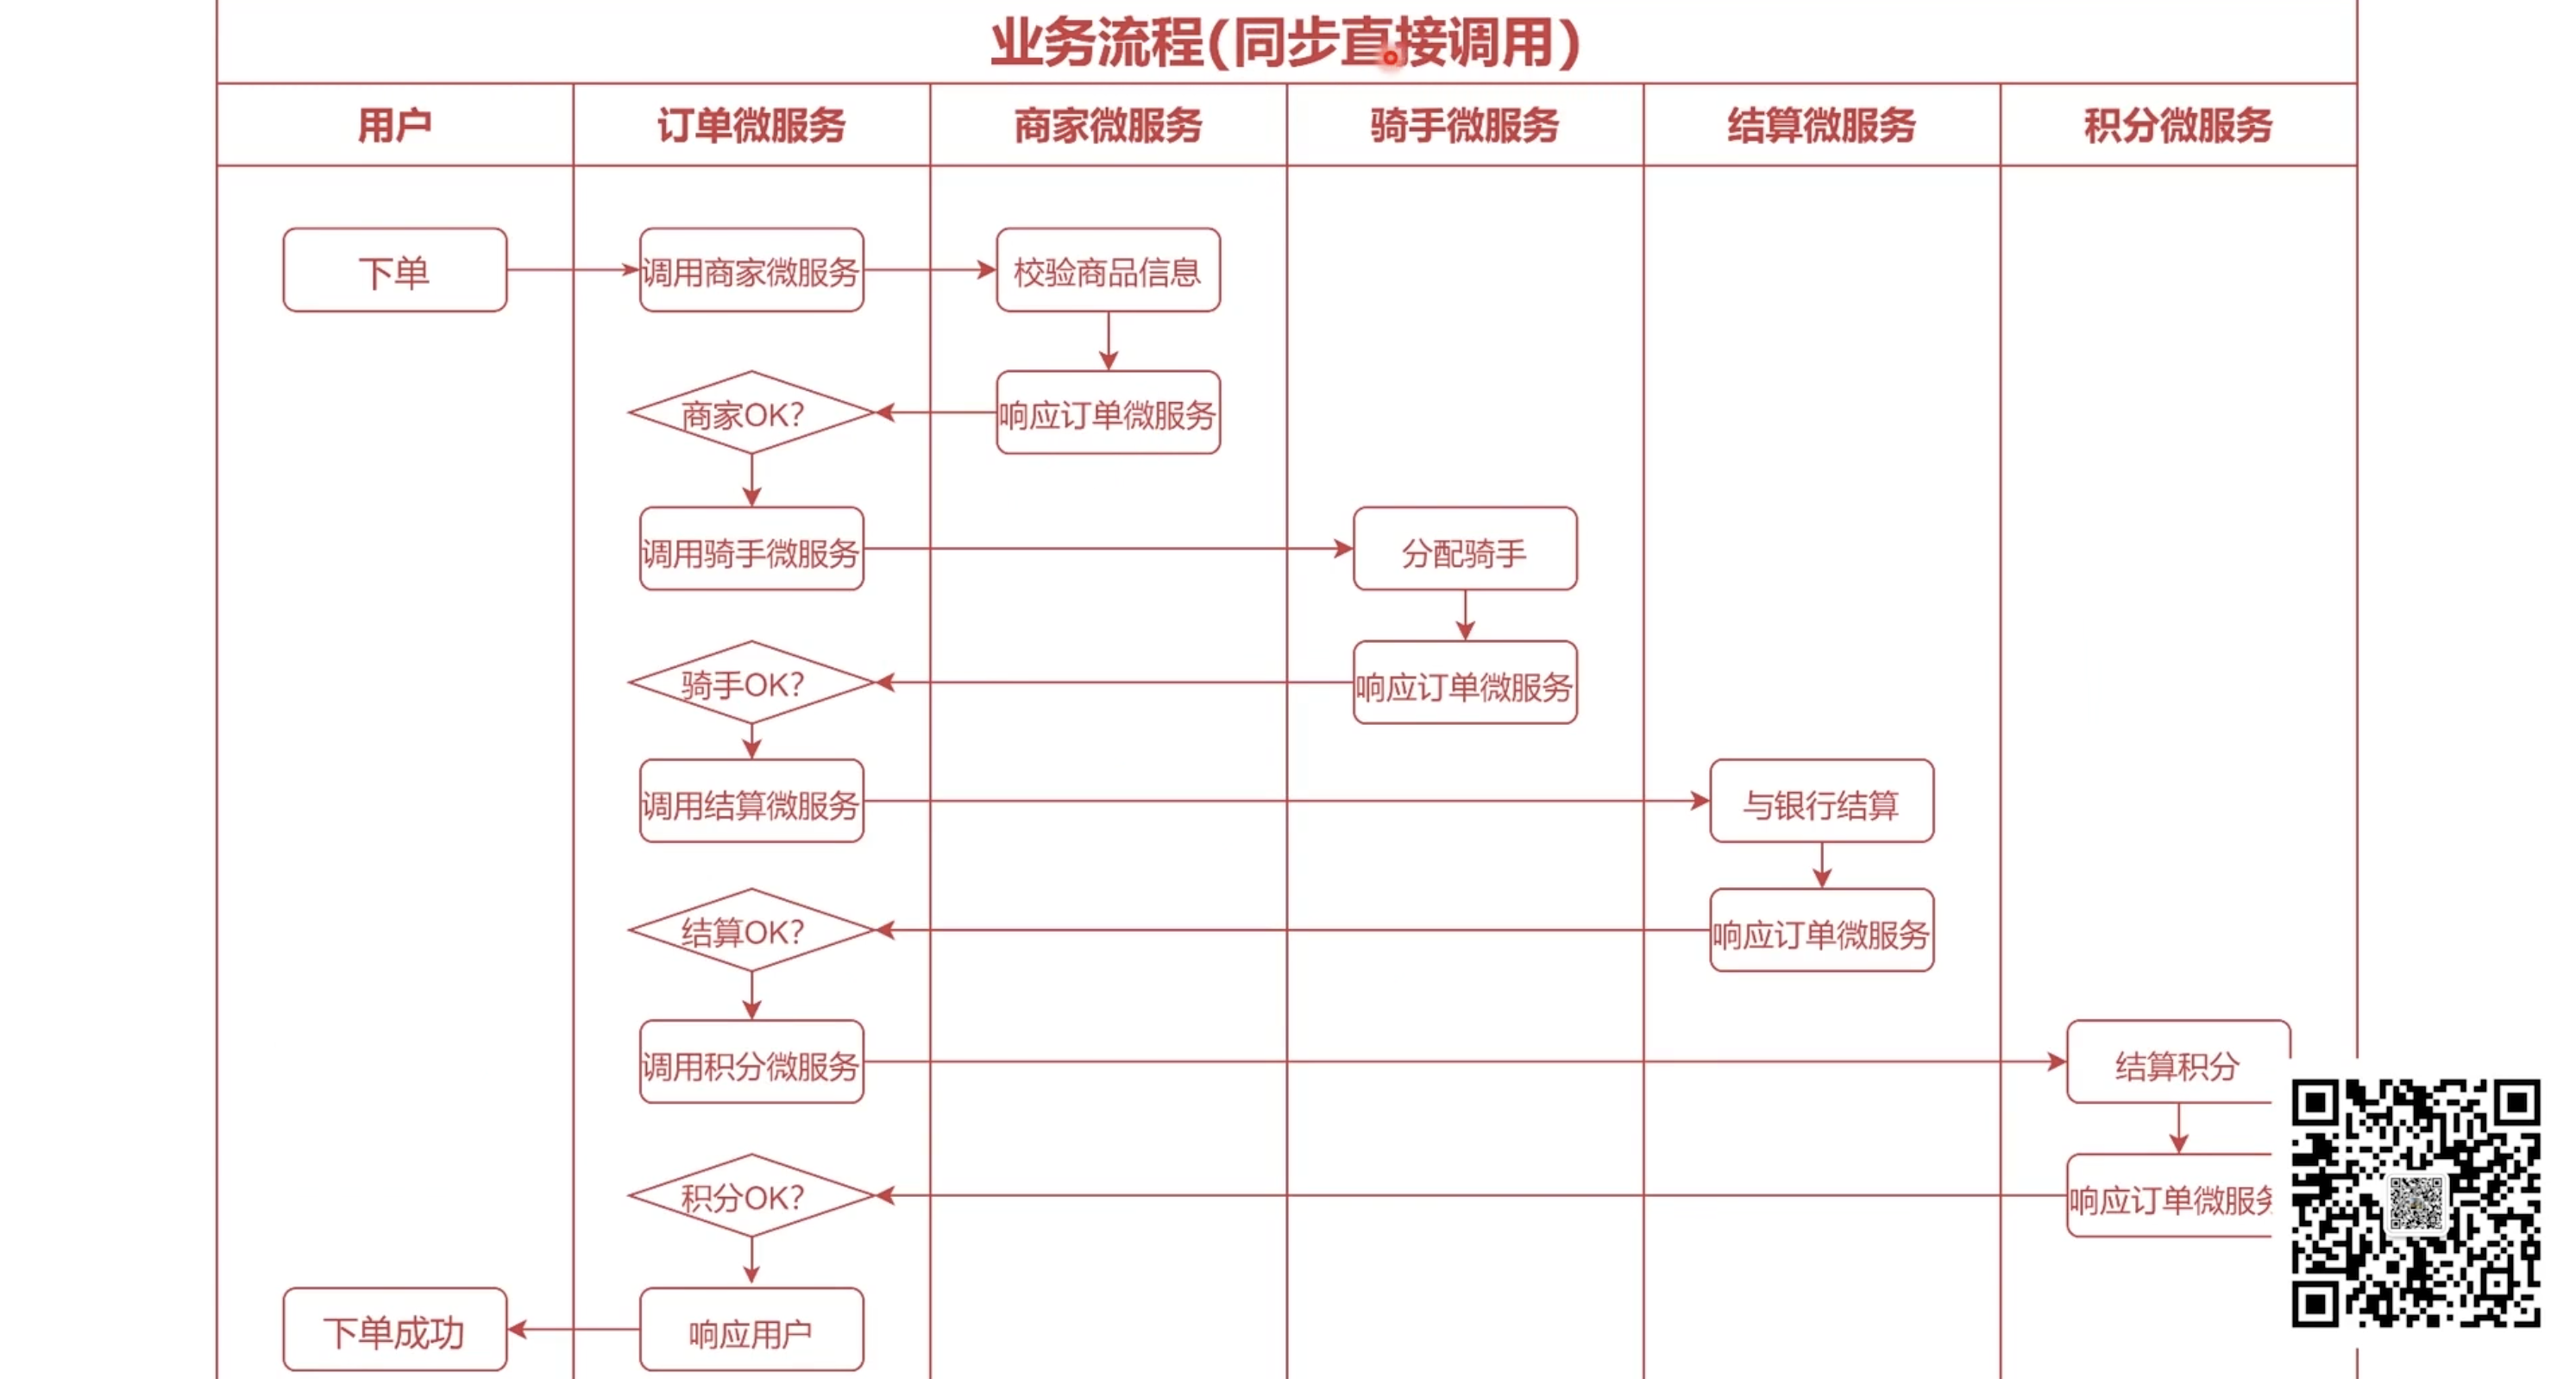 业务流程(同步直接调用)
用户 订单微服务 商家微服务 骑手微服务 结算微服务 积分微服务
下单 调用商家微服务 校验商品信息
商家OK? 响应订单微服务
调用骑手微服务 分配骑手
骑手OK? 响应订单微服务
调用结算微服务 与银行结算
结算OK? 响应订单微服务
调用积分微服务 结算积分
积分OK? 响应订单微服务
下单成功 响应用户